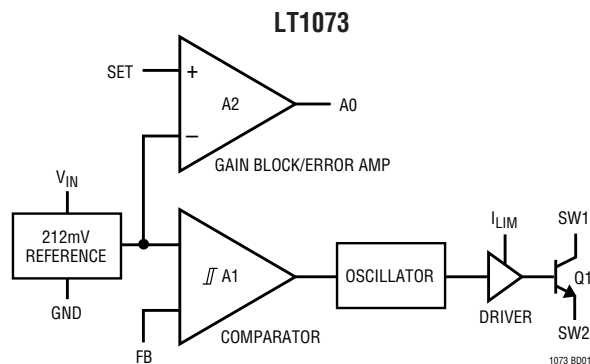 LT1073
SET
+
A2
A0
−
GAIN BLOCK/ERROR AMP
VIN
212mV
REFERENCE
GND
A1
FB
COMPARATOR
OSCILLATOR
ILIM
DRIVER
SW1
Q1
SW2
1073 BD01